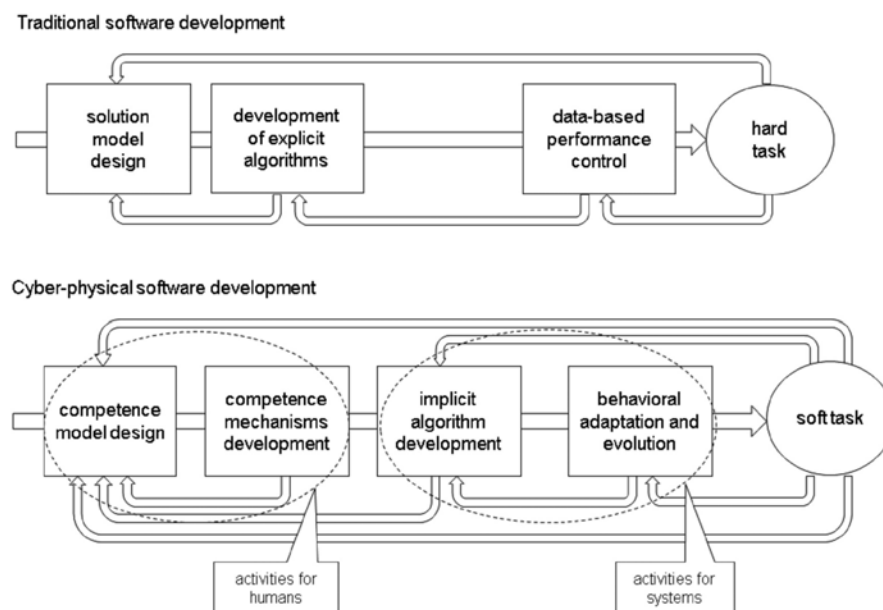 Traditional software development
solution
model
design
development
of explicit
algorithms
data-based
performance
control
hard
task
Cyber-physical software development
competence
model design
competence
mechanisms
development
implicit
algorithm
development
behavioral
adaptation and
evolution
soft task
activities for
humans
activities for
systems